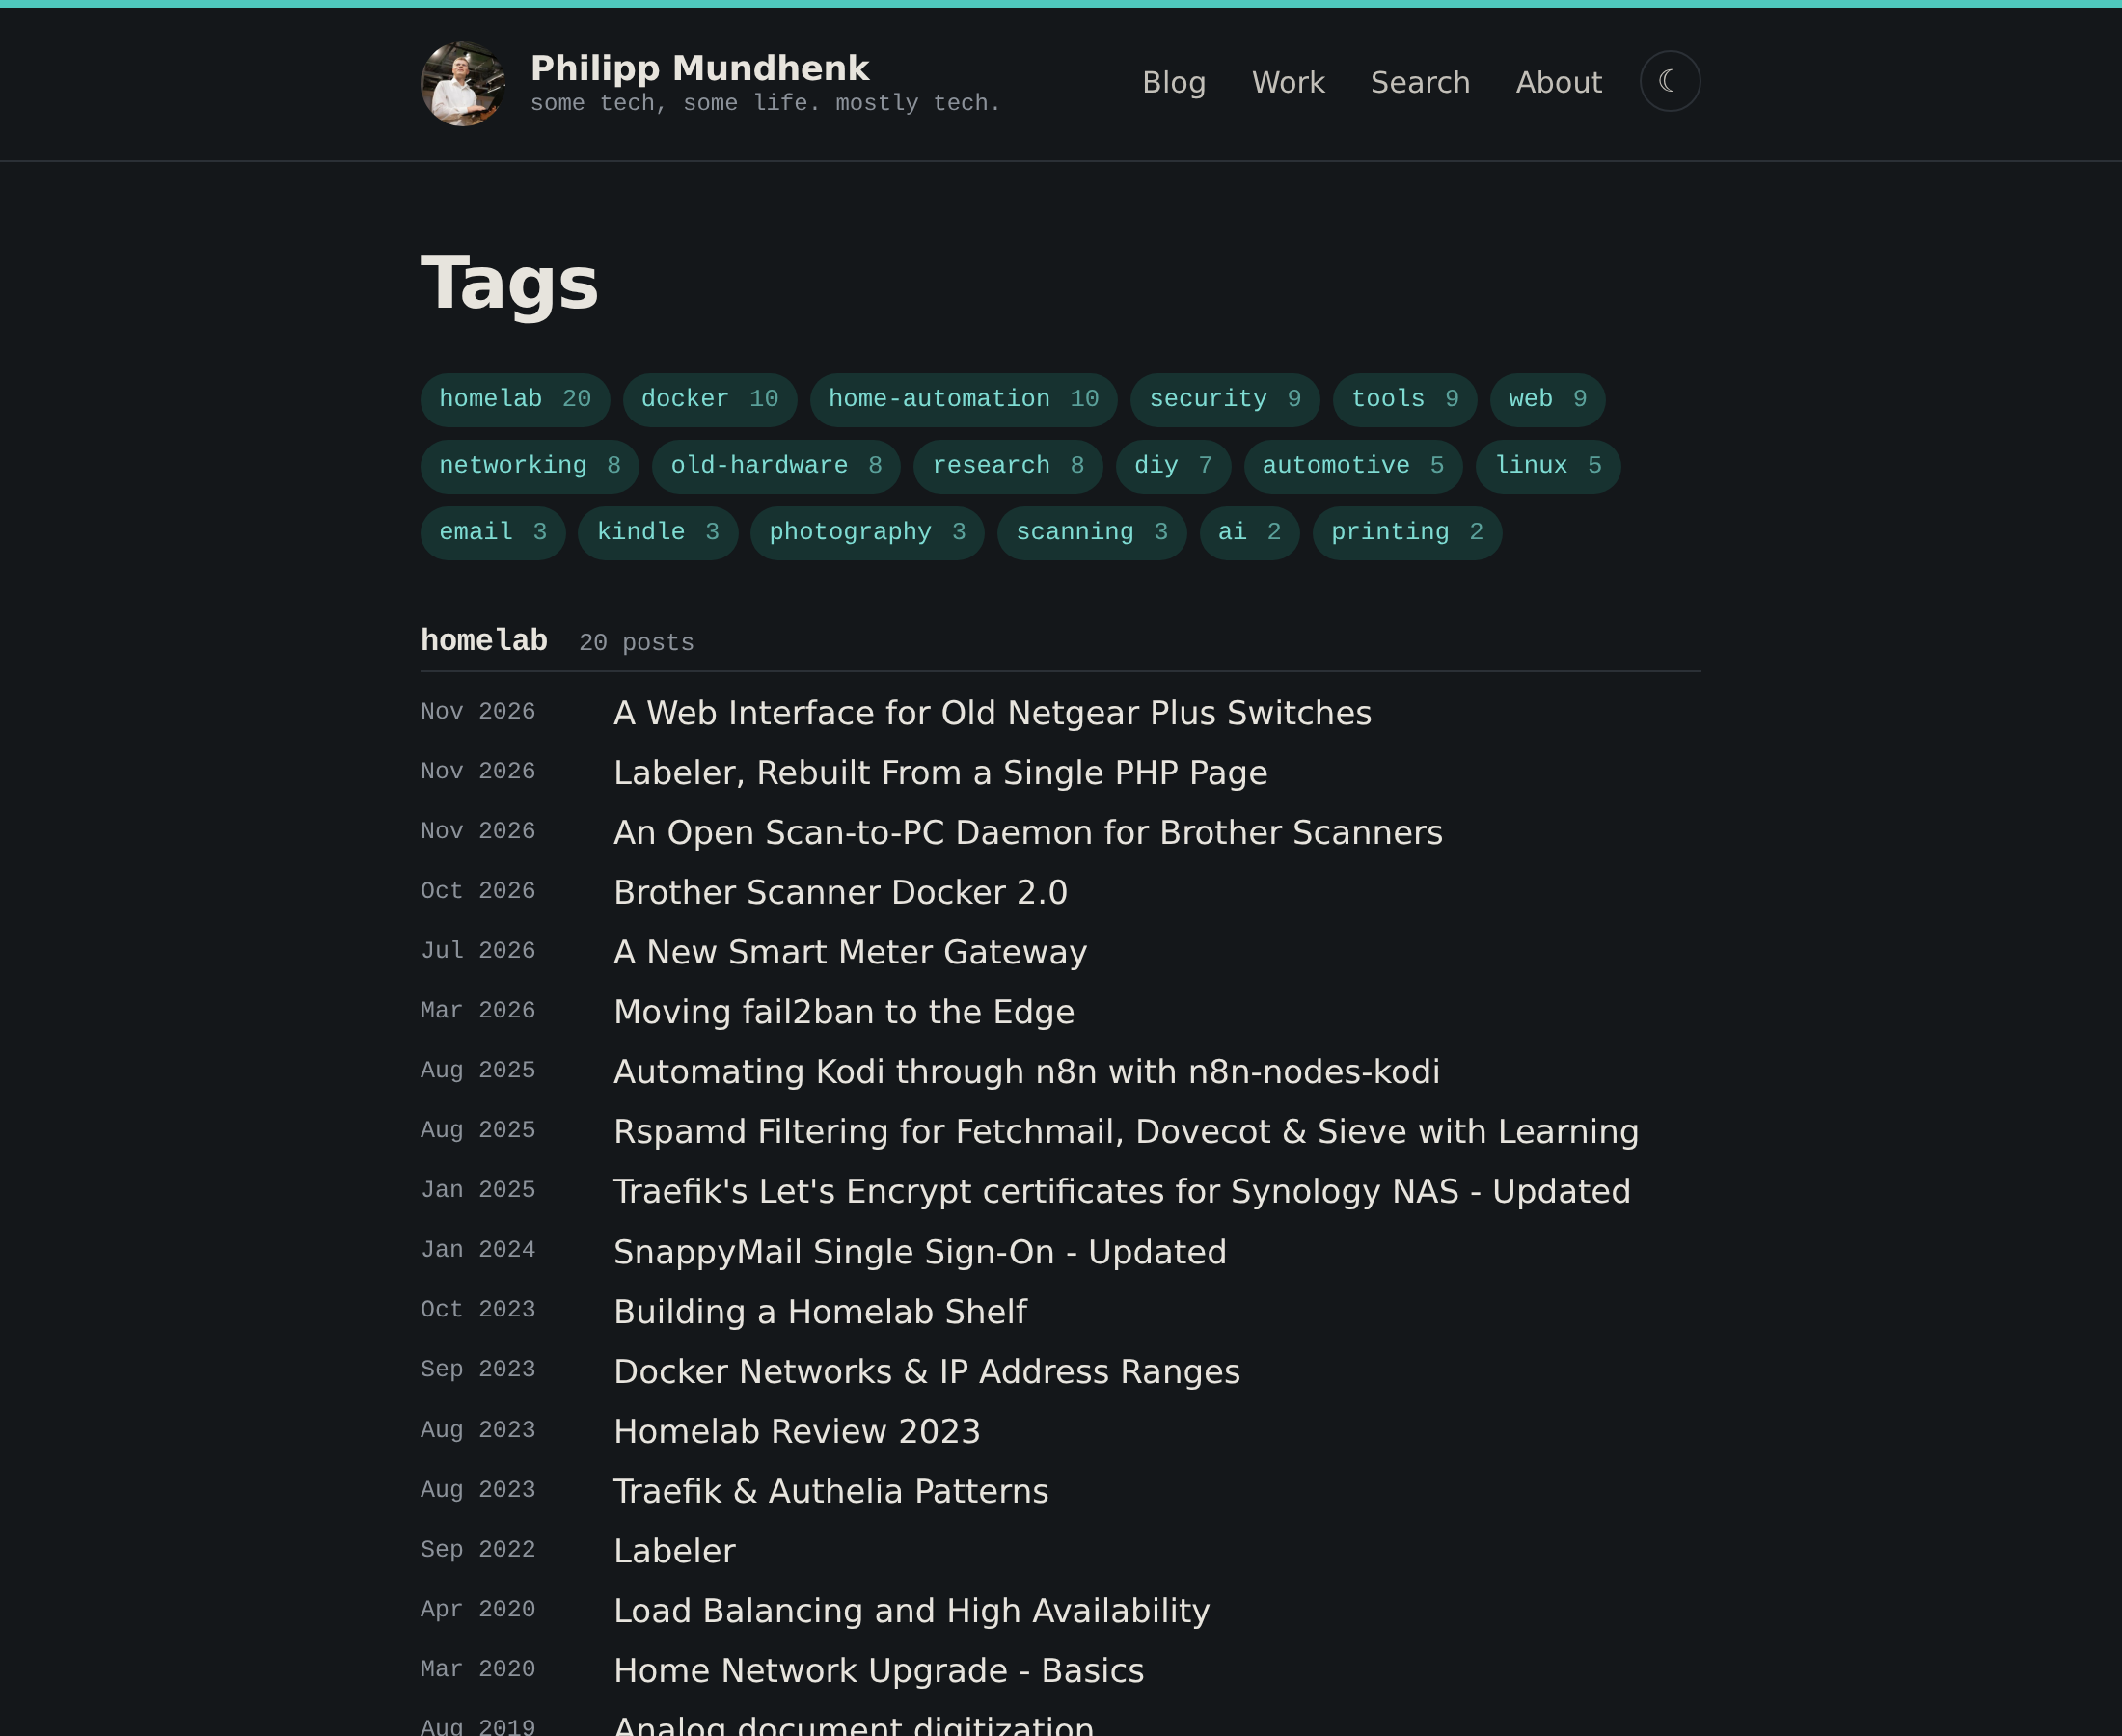 Philipp Mundhenk
some tech, some life. mostly tech.
Blog Work Search About
Tags
homelab 20 docker 10 home-automation 10 security 9 tools 9 web 9
networking 8 old-hardware 8 research 8 diy 7 automotive 5 linux 5
email 3 kindle 3 photography 3 scanning 3 ai 2 printing 2
homelab 20 posts
Nov 2026 A Web Interface for Old Netgear Plus Switches
Nov 2026 Labeler, Rebuilt From a Single PHP Page
Nov 2026 An Open Scan-to-PC Daemon for Brother Scanners
Oct 2026 Brother Scanner Docker 2.0
Jul 2026 A New Smart Meter Gateway
Mar 2026 Moving fail2ban to the Edge
Aug 2025 Automating Kodi through n8n with n8n-nodes-kodi
Aug 2025 Rspamd Filtering for Fetchmail, Dovecot & Sieve with Learning
Jan 2025 Traefik's Let's Encrypt certificates for Synology NAS - Updated
Jan 2024 SnappyMail Single Sign-On - Updated
Oct 2023 Building a Homelab Shelf
Sep 2023 Docker Networks & IP Address Ranges
Aug 2023 Homelab Review 2023
Aug 2023 Traefik & Authelia Patterns
Sep 2022 Labeler
Apr 2020 Load Balancing and High Availability
Mar 2020 Home Network Upgrade - Basics
Aug 2019 Analog document digitization